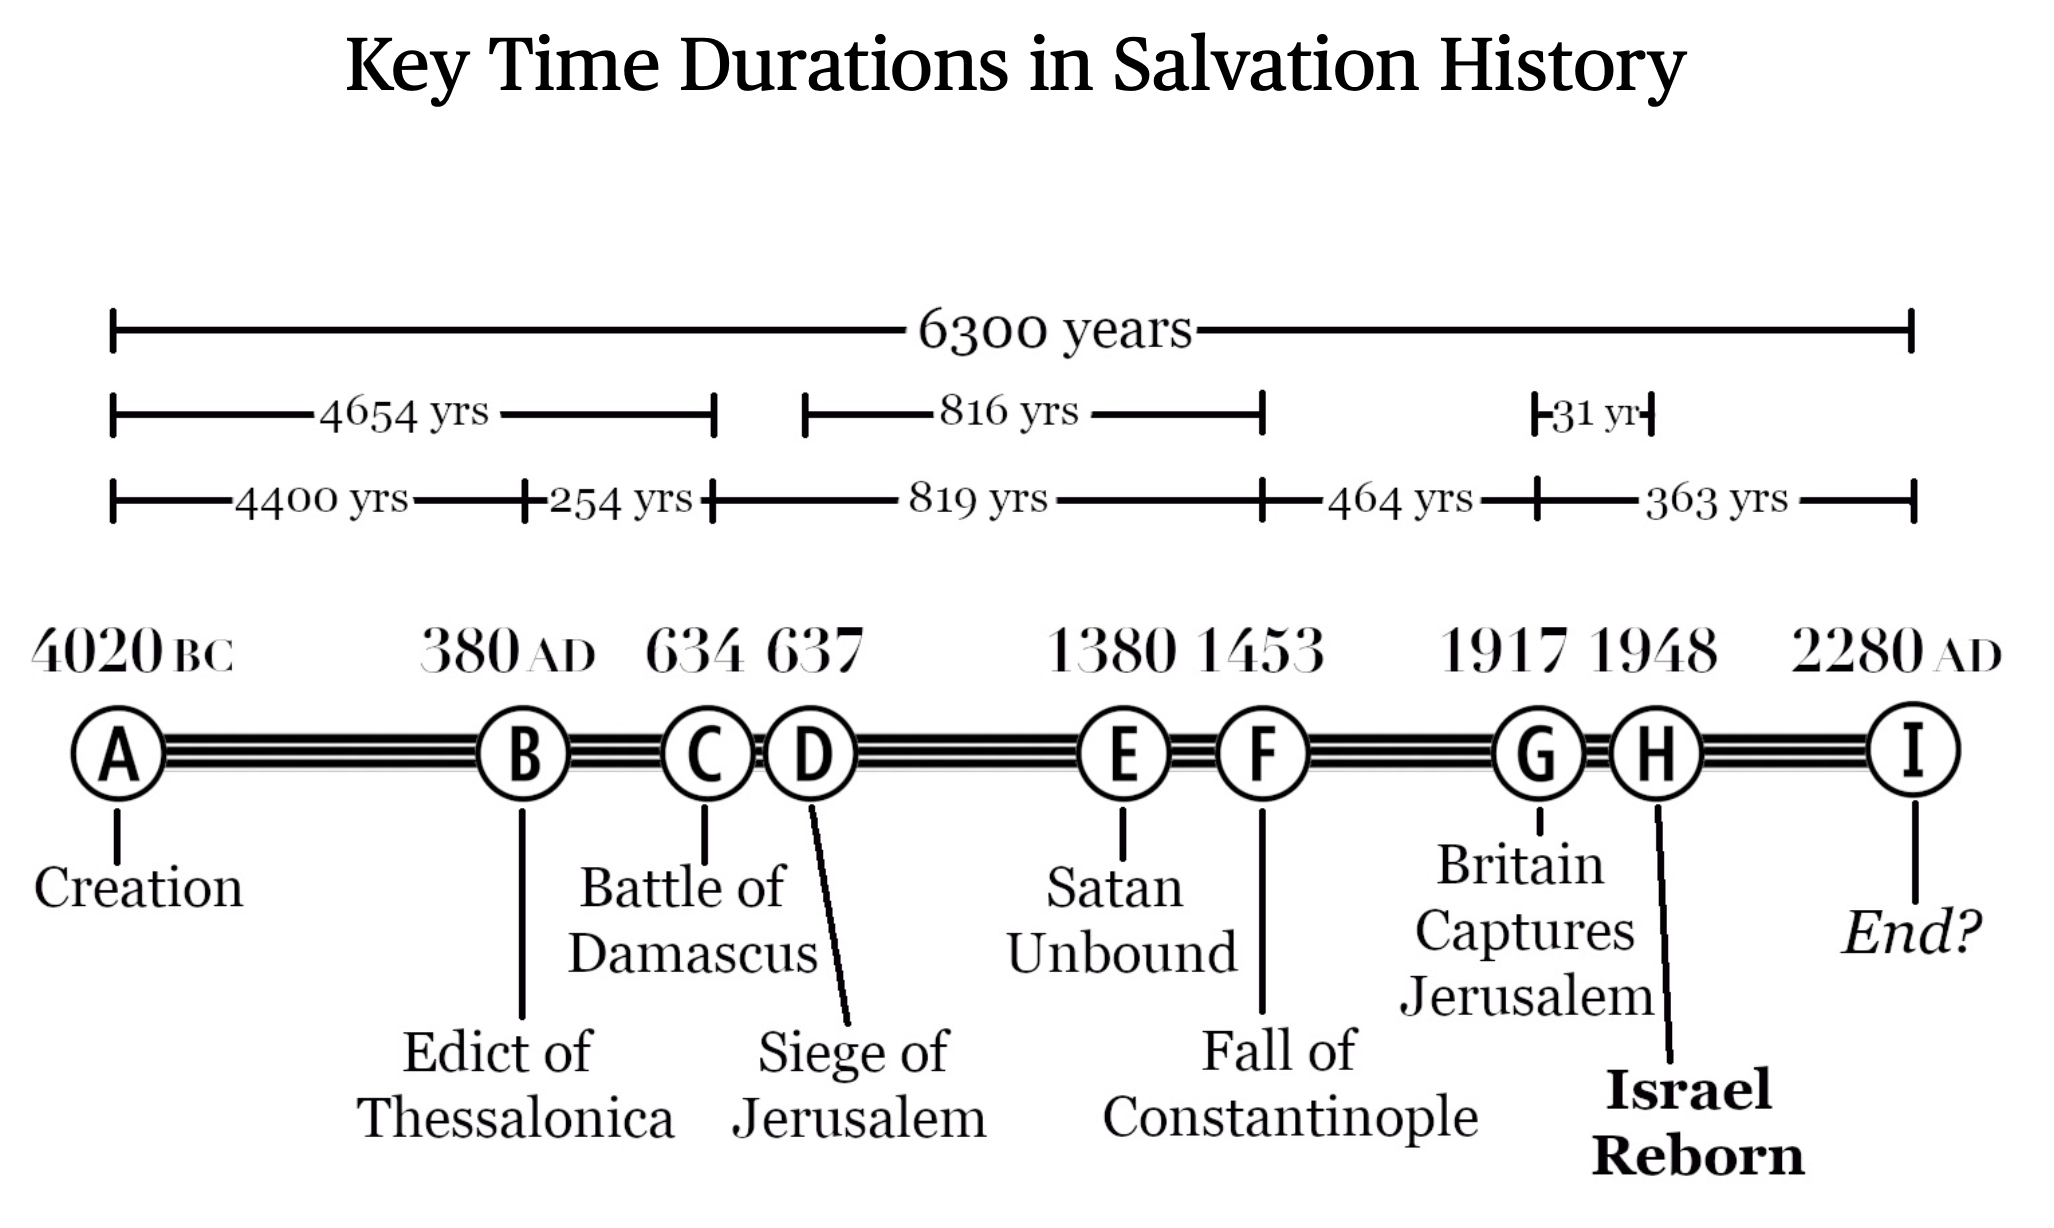 Key Time Durations in Salvation History
6300 years
4654 yrs 816 yrs 31 yr
4400 yrs 254 yrs 819 yrs 464 yrs 363 yrs
4020 BC 380 AD 634 637 1380 1453 1917 1948 2280 AD
A B C D E F G H I
Creation
Edict of
Thessalonica
Battle of
Damascus
Siege of
Jerusalem
Satan
Unbound
Fall of
Constantinople
Britain
Captures
Jerusalem
Israel
Reborn
End?